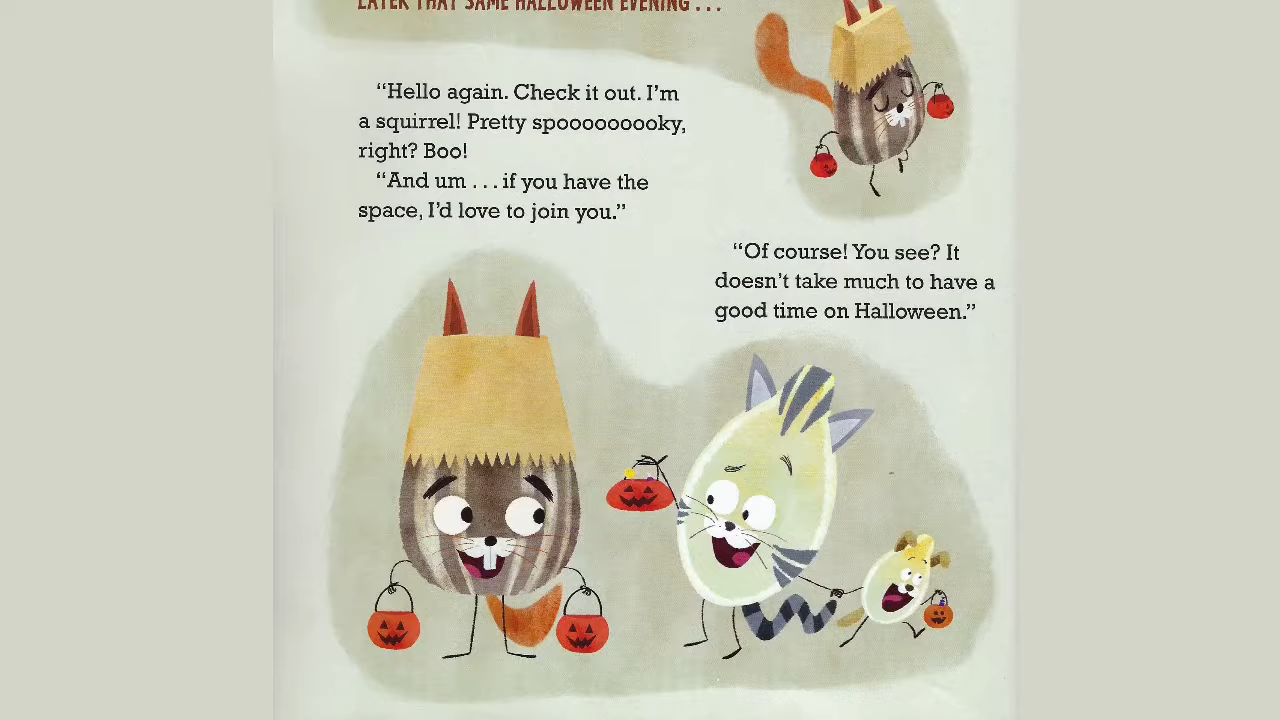 LATER THAT SAME HALLOWEEN EVENING . . .
“Hello again. Check it out. I’m
a squirrel! Pretty spooooooooky,
right? Boo!
“And um . . . if you have the
space, I’d love to join you.”
“Of course! You see? It
doesn’t take much to have a
good time on Halloween.”